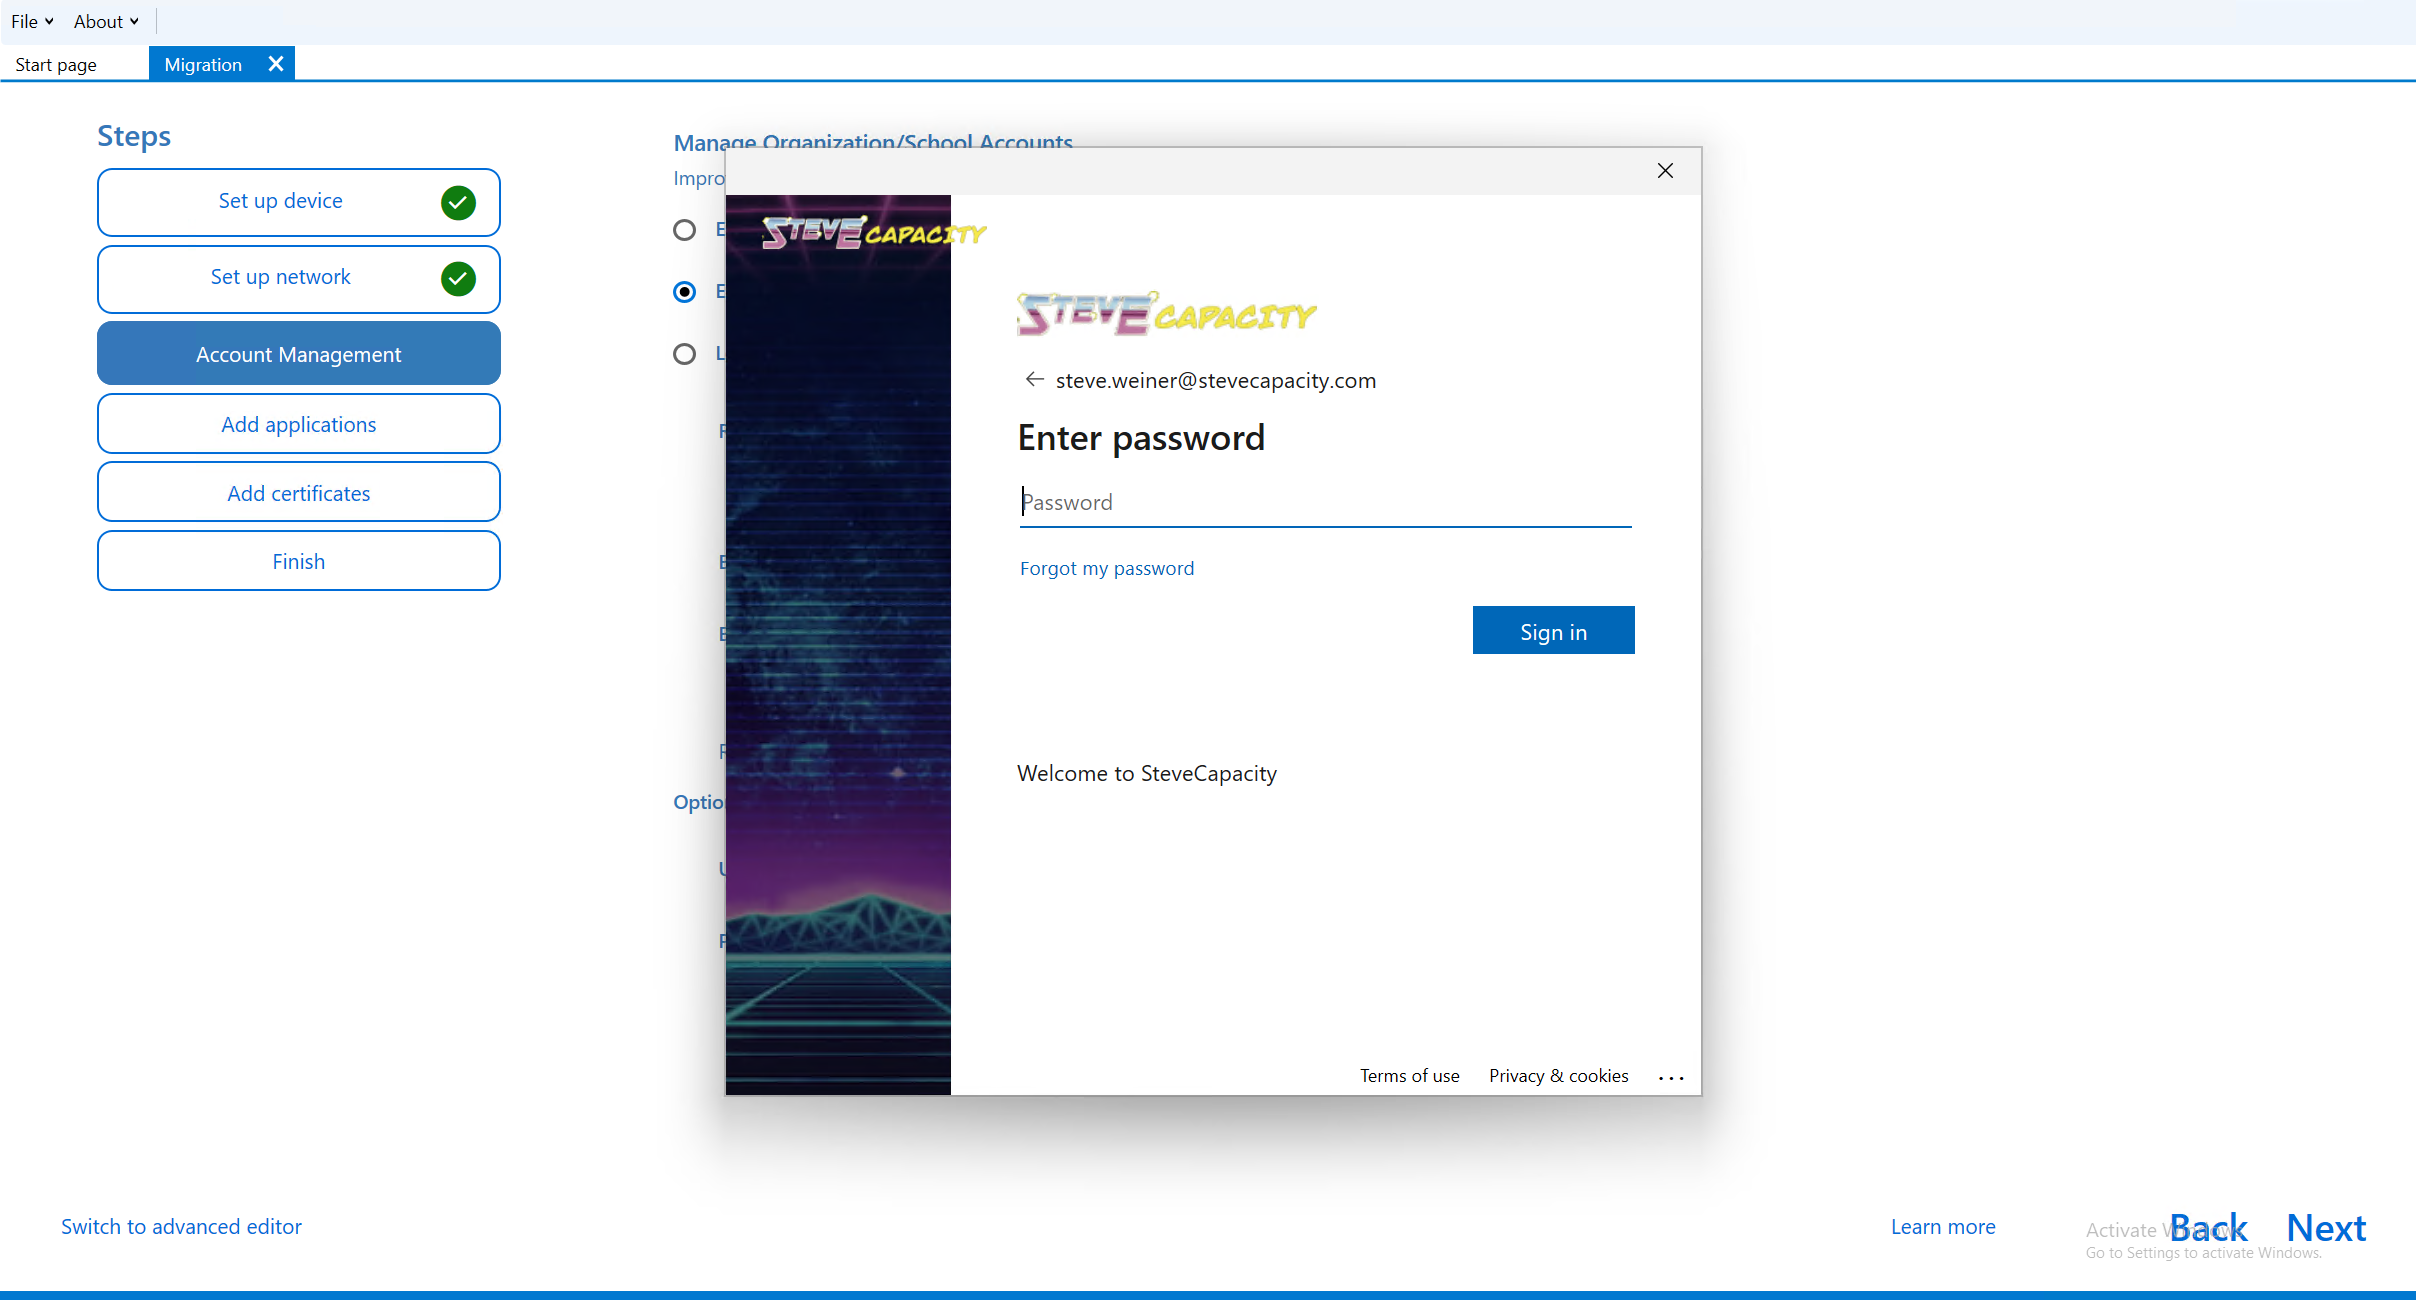 File
About
Start page
Migration
Steps
Set up device
Set up network
Account Management
Add applications
Add certificates
Finish
Manage Organization/School Accounts
STEVE CAPACITY
STEVE CAPACITY
steve.weiner@stevecapacity.com
Enter password
Password
Forgot my password
Sign in
Welcome to SteveCapacity
Terms of use
Privacy & cookies
Switch to advanced editor
Learn more
Back
Next
Activate Windows
Go to Settings to activate Windows.